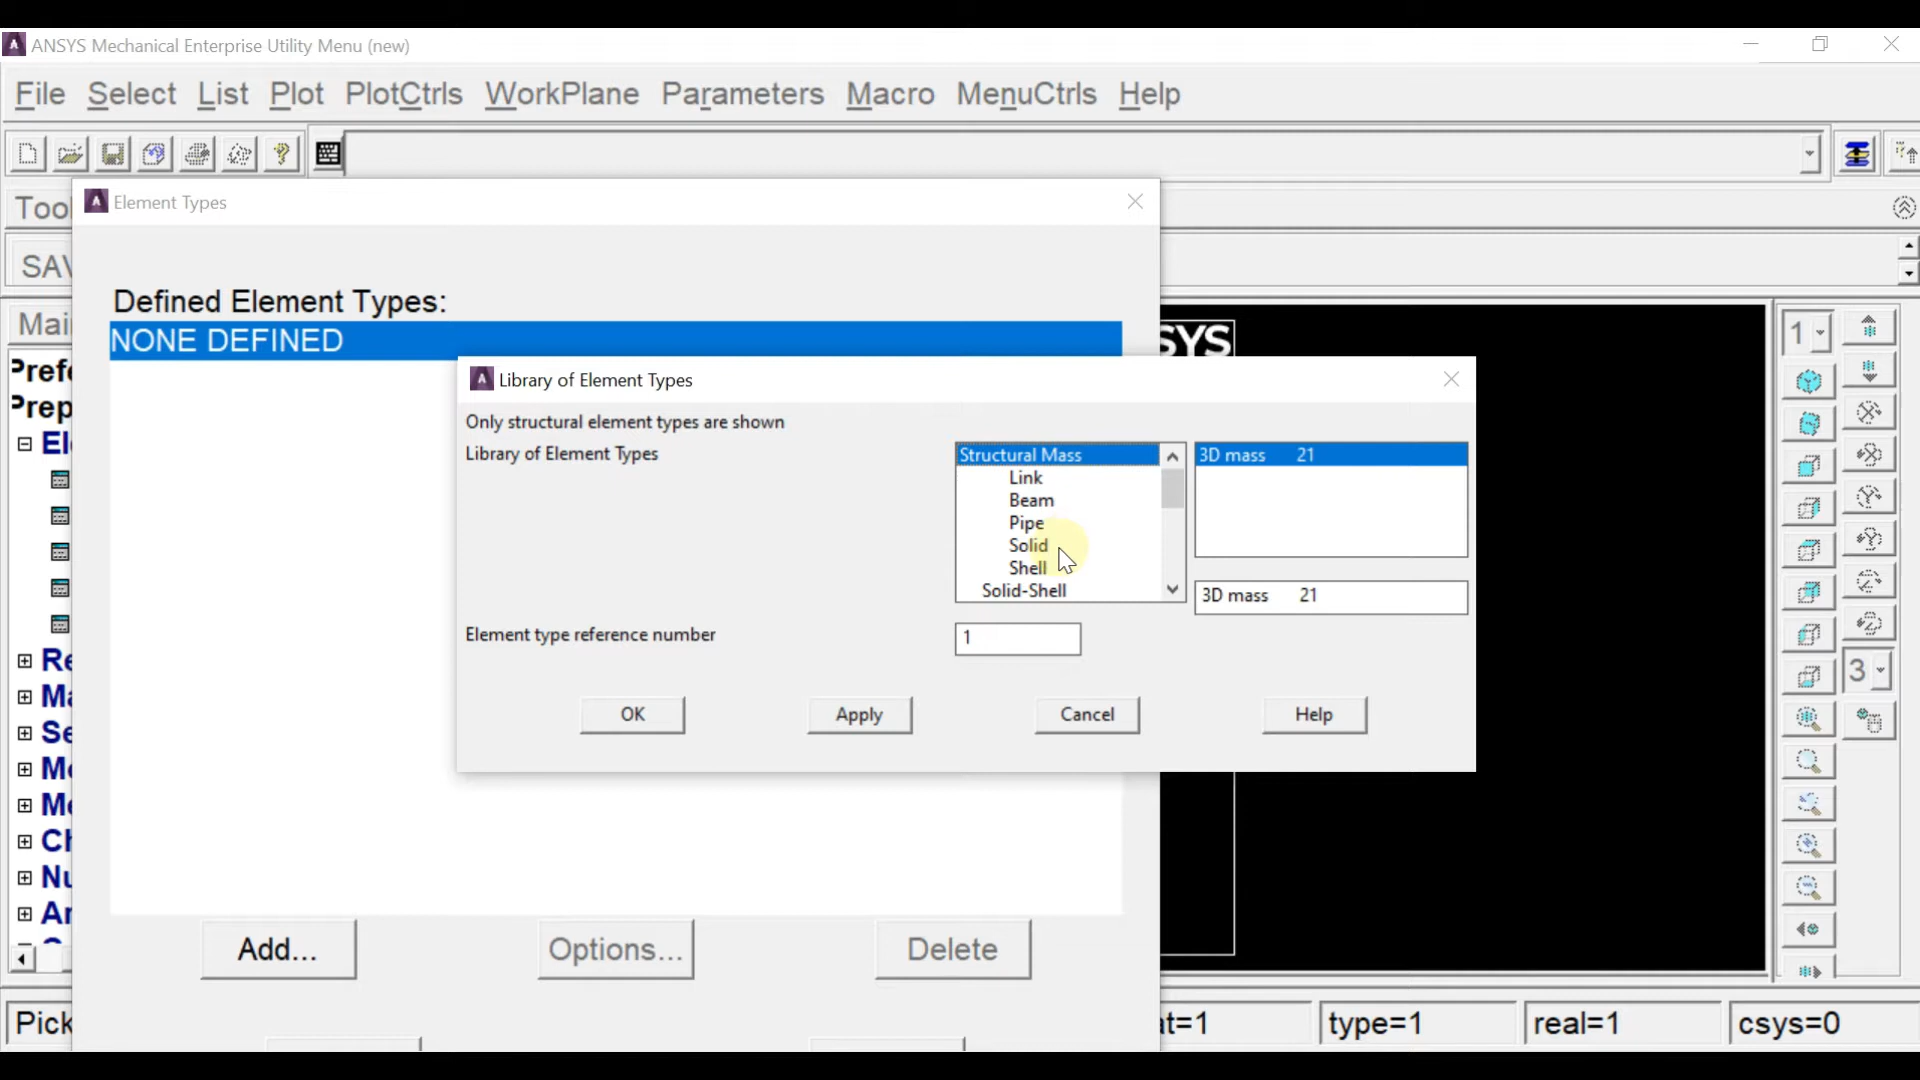 ANSYS Mechanical Enterprise Utility Menu (new)
File Select List Plot PlotCtrls WorkPlane Parameters Macro MenuCtrls Help
Element Types
Defined Element Types:
NONE DEFINED
Library of Element Types
Only structural element types are shown
Library of Element Types
Structural Mass
Link
Beam
Pipe
Solid
Shell
Solid-Shell
3D mass 21
3D mass 21
Element type reference number
1
OK Apply Cancel Help
1
3
Add... Options... Delete
Pick
type=1
real=1
csys=0